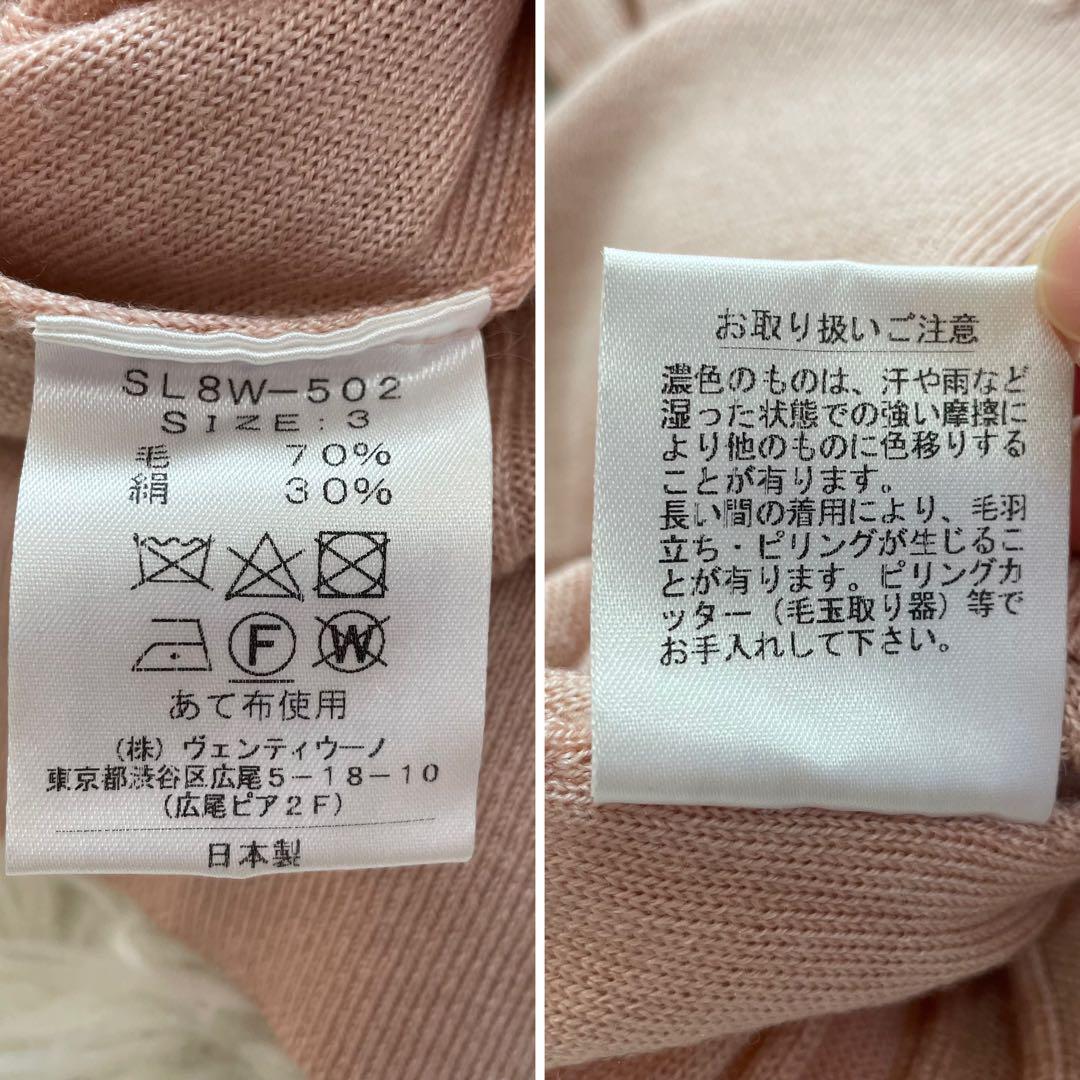 SL8W-502
SIZE:3
毛 70%
絹 30%
F W
あて布使用
(株)ヴェンティウーノ
東京都渋谷区広尾5-18-10
(広尾ピア2F)
日本製
お取り扱いご注意
濃色のものは、汗や雨など
湿った状態での強い摩擦に
より他のものに色移りする
ことが有ります。
長い間の着用により、毛羽
立ち・ピリングが生じるこ
とが有ります。ピリングカ
ッター(毛玉取り器)等で
お手入れして下さい。